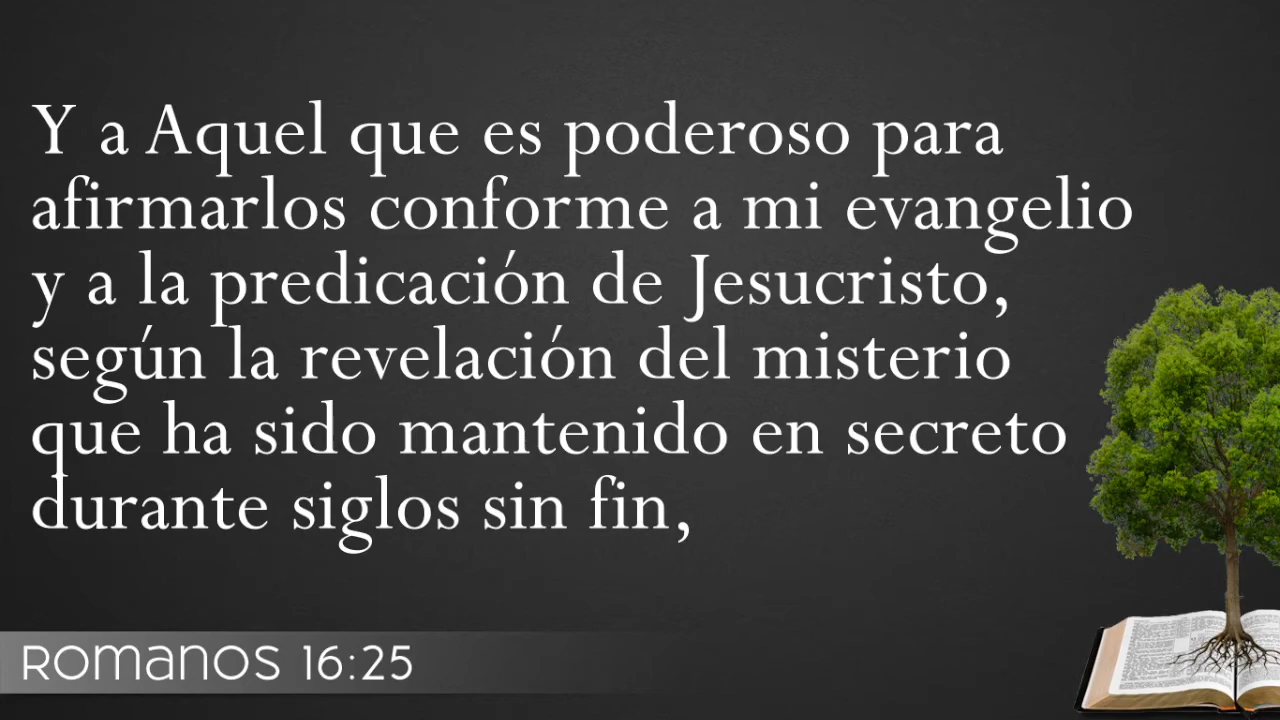 Y a Aquel que es poderoso para
afirmarlos conforme a mi evangelio
y a la predicación de Jesucristo,
según la revelación del misterio
que ha sido mantenido en secreto
durante siglos sin fin,
Romanos 16:25